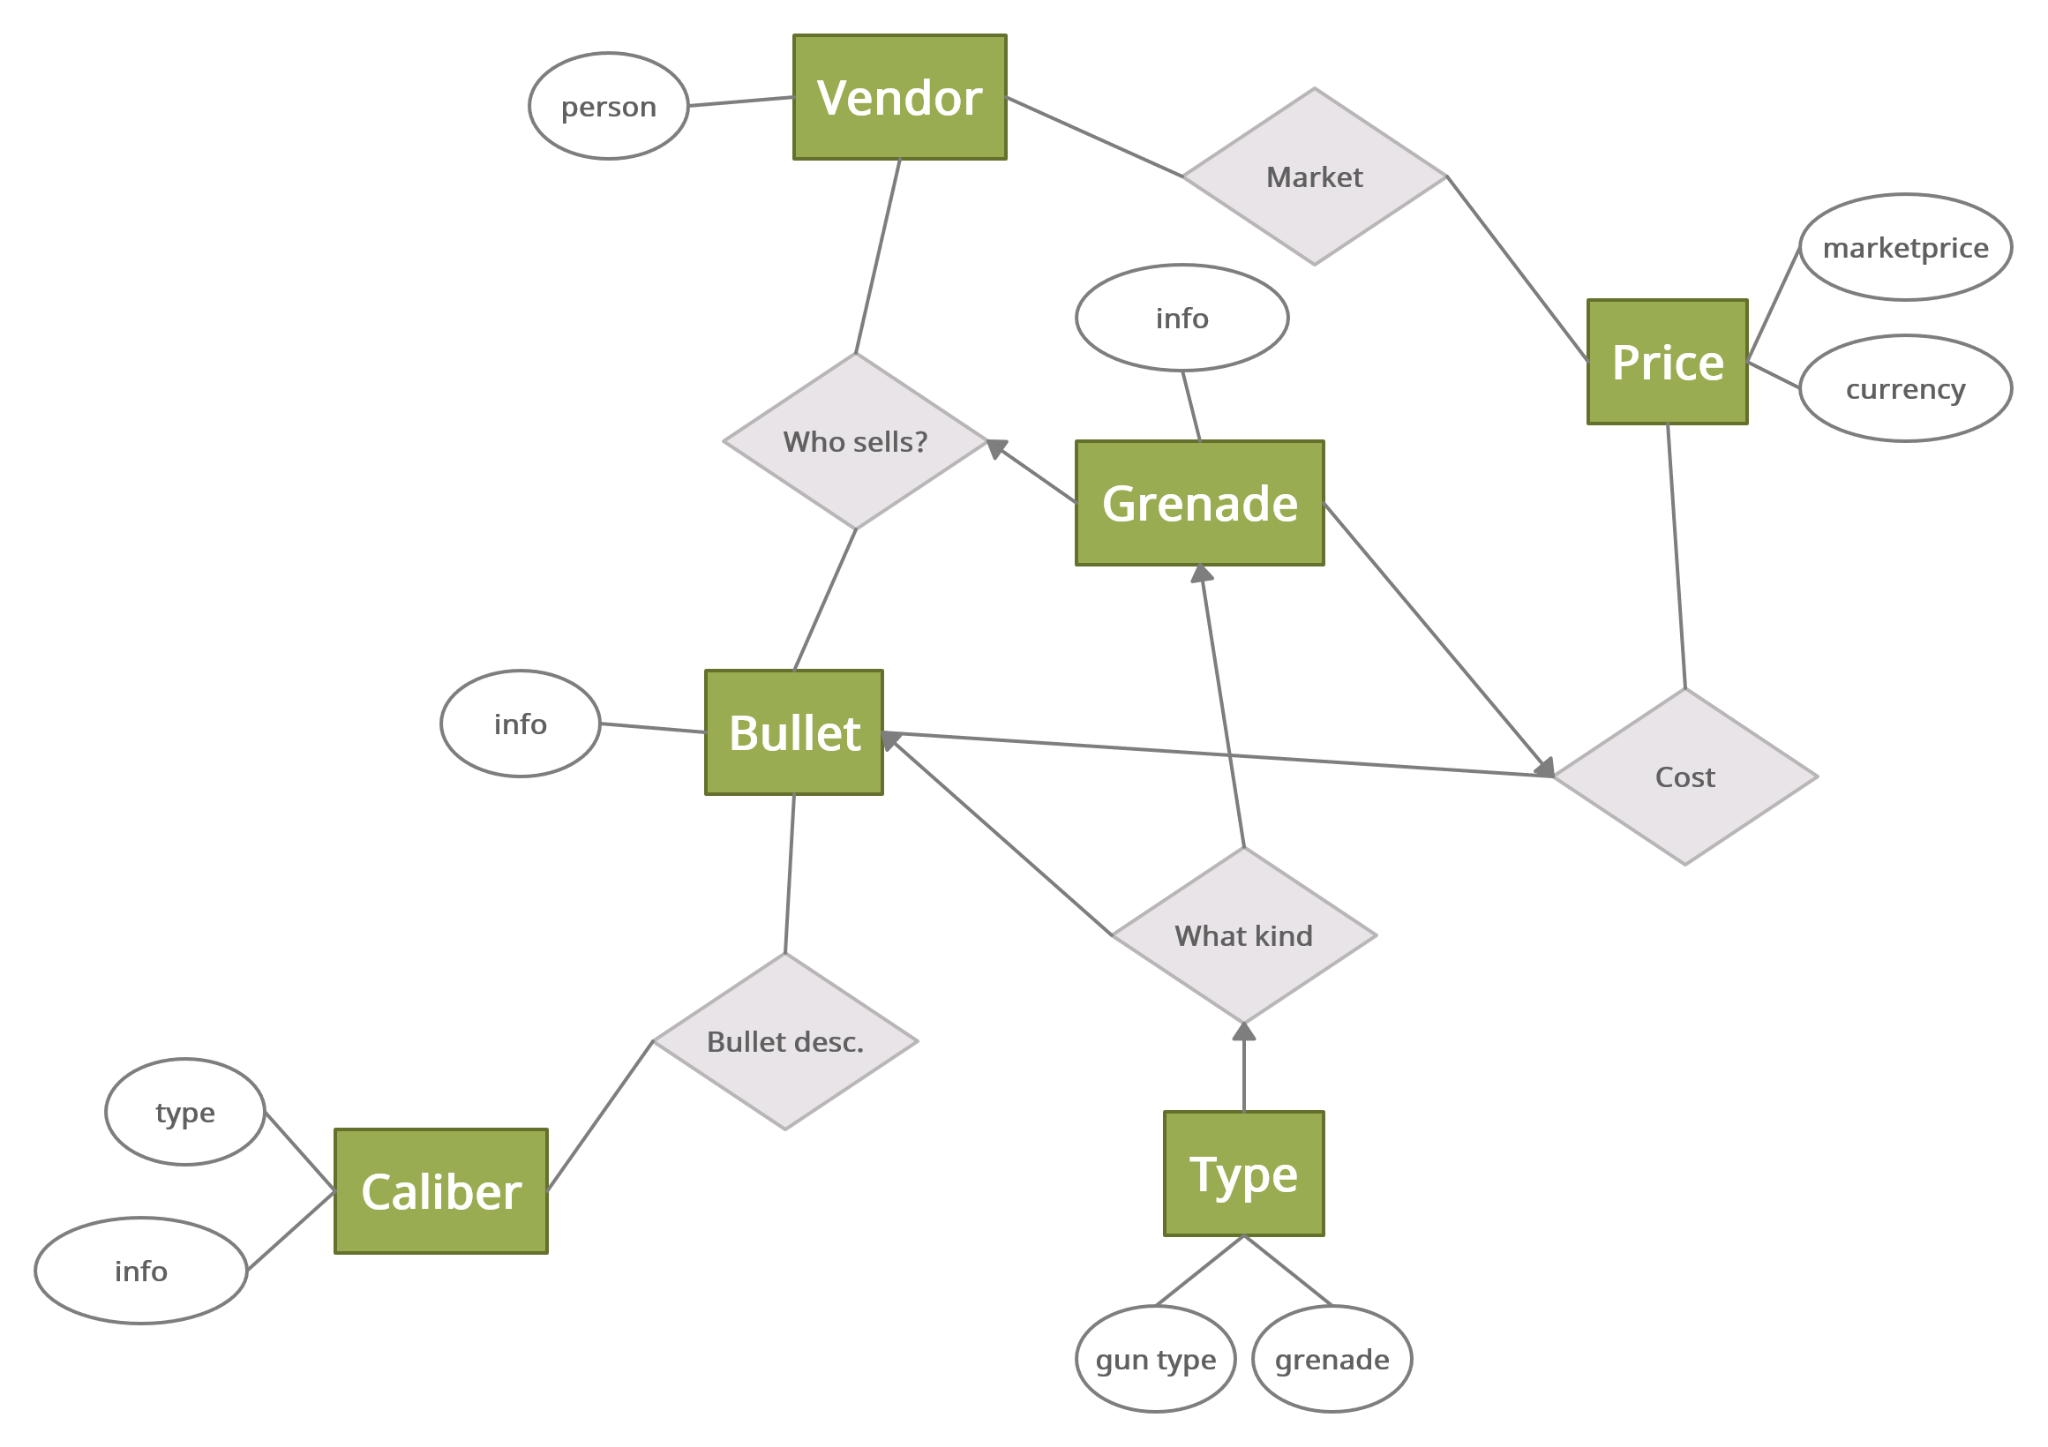 Vendor
person
Market
marketprice
info
Price
currency
Who sells?
Grenade
info
Bullet
Cost
What kind
Bullet desc.
type
Caliber
Type
info
gun type
grenade